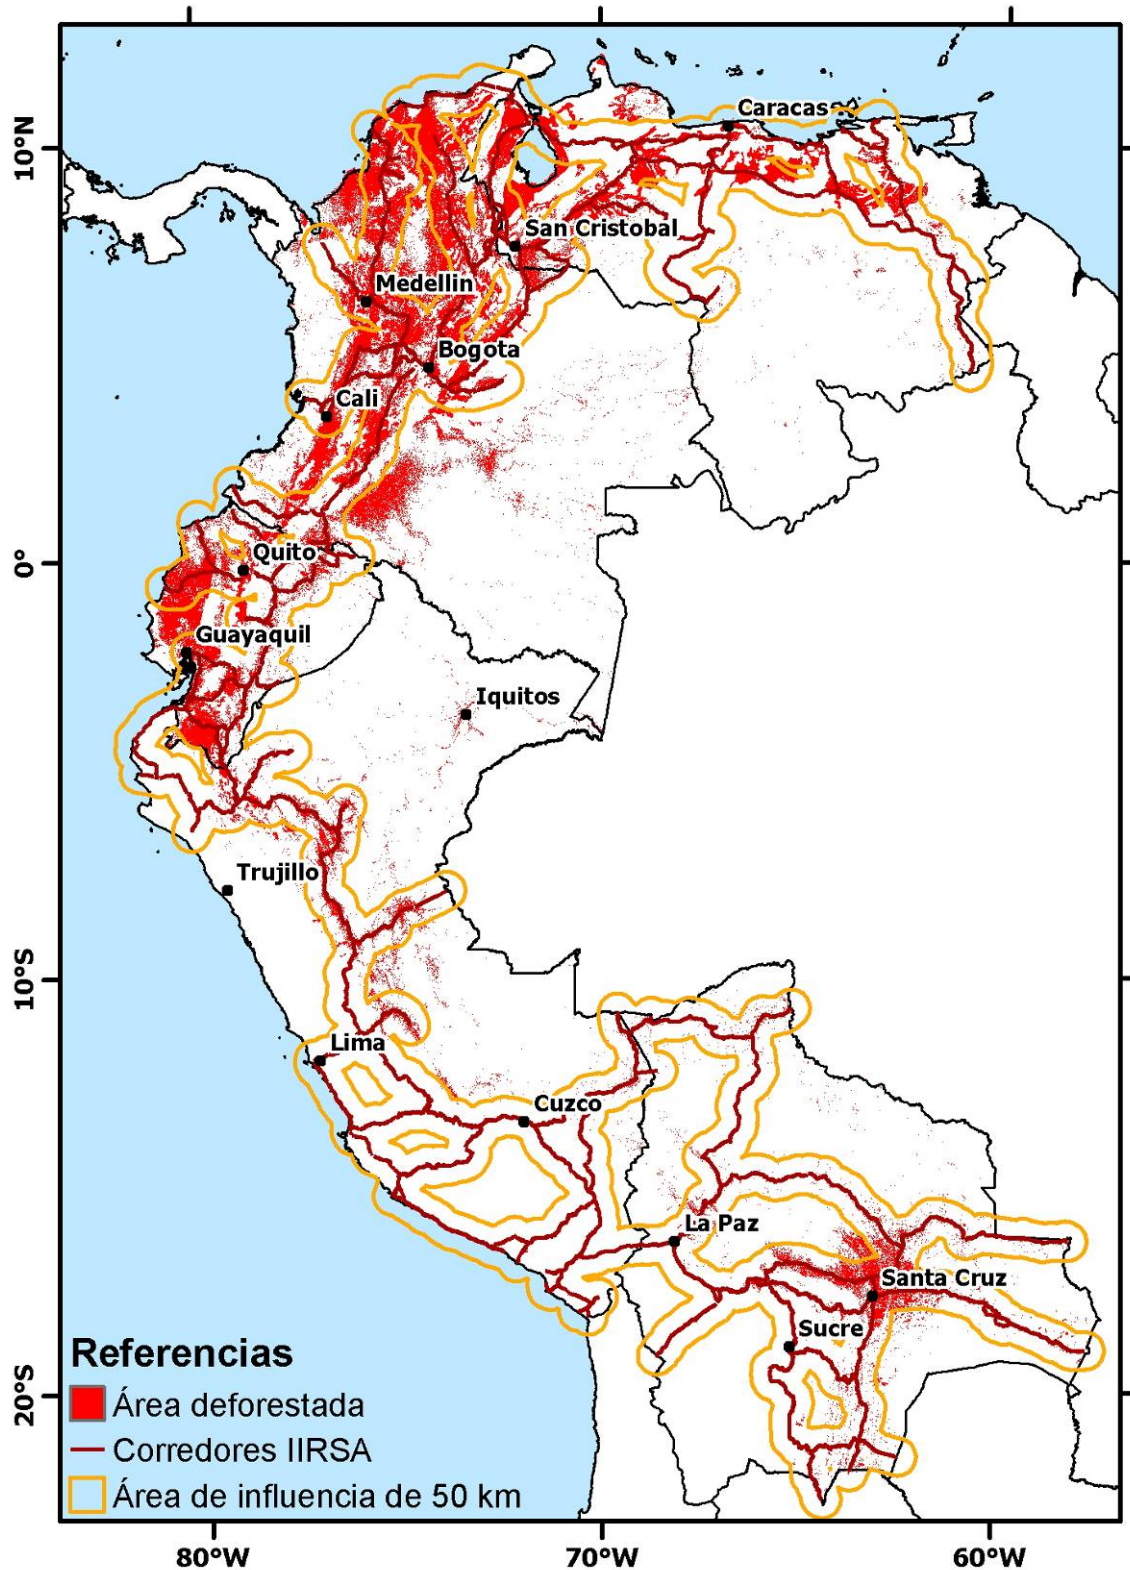 Caracas
10°N
San Cristobal
Medellin
Bogota
Cali
0°
Quito
Guayaquil
Iquitos
Trujillo
10°S
Lima
Cuzco
La Paz
Santa Cruz
Sucre
20°S
Referencias
Área deforestada
Corredores IIRSA
Área de influencia de 50 km
80°W 70°W 60°W